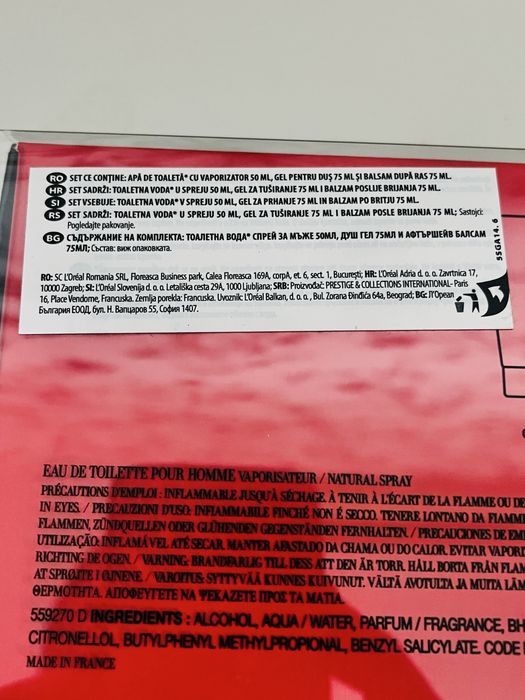 RO SET CE CONȚINE: APĂ DE TOALETĂ* CU VAPORIZATOR 50 ML, GEL PENTRU DUȘ 75 ML ȘI BALSAM DUPĂ RAS 75 ML.
HR SET SADRŽI: TOALETNA VODA* U SPREJU 50 ML, GEL ZA TUŠIRANJE 75 ML I BALZAM POSLIJE BRIJANJA 75 ML.
SI SET VSEBUJE: TOALETNA VODA* V SPREJU 50 ML, GEL ZA PRHANJE 75 ML IN BALZAM PO BRITJU 75 ML.
RS SET SADRŽI: TOALETNA VODA* U SPREJU 50 ML, GEL ZA TUŠIRANJE 75 ML I BALZAM POSLE BRIJANJA 75 ML; Sastojci:
Pogledajte pakovanje.
BG СЪДЪРЖАНИЕ НА КОМПЛЕКТА: ТОАЛЕТНА ВОДА* СПРЕЙ ЗА МЪЖЕ 50МЛ, ДУШ ГЕЛ 75МЛ И АФТЪРШЕЙВ БАЛСАМ
75МЛ; Състав: виж опаковката.
RO: SC L'Oréal Romania SRL, Floreasca Business park, Calea Floreasca 169A, corpA, et. 6, sect. 1, București; HR: L'Oréal Adria d. o. o. Zavrtnica 17,
10000 Zagreb; SI: L'Oréal Slovenija d. o. o. Letališka cesta 29A, 1000 Ljubljana; SRB: Proizvođač: PRESTIGE & COLLECTIONS INTERNATIONAL- Paris
16, Place Vendome, Francuska. Zemlja porekla: Francuska. Uvoznik: L'Oréal Balkan, d. o. o., Bul. Zorana Đinđića 64a, Beograd; BG: Л'Ореал
България ЕООД, бул. Н. Вапцаров 55, София 1407.
55GA14. 6
EAU DE TOILETTE POUR HOMME VAPORISATEUR / NATURAL SPRAY
PRÉCAUTIONS D'EMPLOI : INFLAMMABLE JUSQU'À SÉCHAGE. À TENIR À L'ÉCART DE LA FLAMME OU DE
IN EYES. / PRECAUZIONI D'USO: INFIAMMABILE FINCHÉ NON È SECCO. TENERE LONTANO DA FIAMM
FLAMMEN, ZÜNDQUELLEN ODER GLÜHENDEN GEGENSTÄNDEN FERNHALTEN. / PRECAUCIONES DE EM
UTILIZAÇÃO: INFLAMÁVEL ATÉ SECAR. MANTER AFASTADO DA CHAMA OU DO CALOR. EVITAR VAPORI
RICHTING DE OGEN. / VARNING: BRANDFARLIG TILL DESS ATT DEN ÄR TORR. HÅLL BORTA FRÅN FLAM
AT SPRØJTE I ØJNENE. / VAROITUS: SYTTYVÄÄ KUNNES KUIVUNUT. VÄLTÄ AVOTULTA JA MUITA LÄM
ΘΕΡΜΟΤΗΤΑ. ΑΠΟΦΕΥΓΕΤΕ ΝΑ ΨΕΚΑΖΕΤΕ ΠΡΟΣ ΤΑ ΜΑΤΙΑ.
559270 D INGREDIENTS : ALCOHOL, AQUA / WATER, PARFUM / FRAGRANCE, BH
CITRONELLOL, BUTYLPHENYL METHYLPROPIONAL, BENZYL SALICYLATE. CODE
MADE IN FRANCE